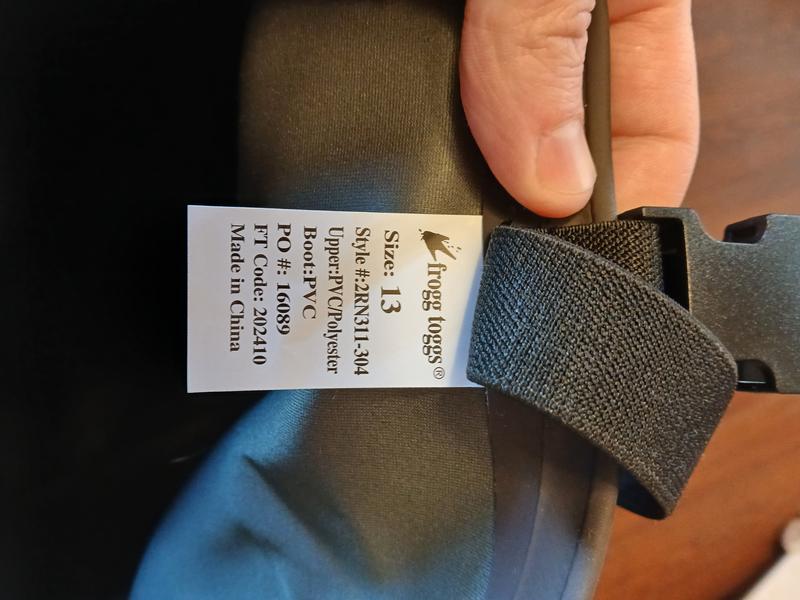 frogg toggs®
Size: 13
Style #:2RN311-304
Upper:PVC/Polyester
Boot:PVC
PO #: 16089
FT Code: 202410
Made in China